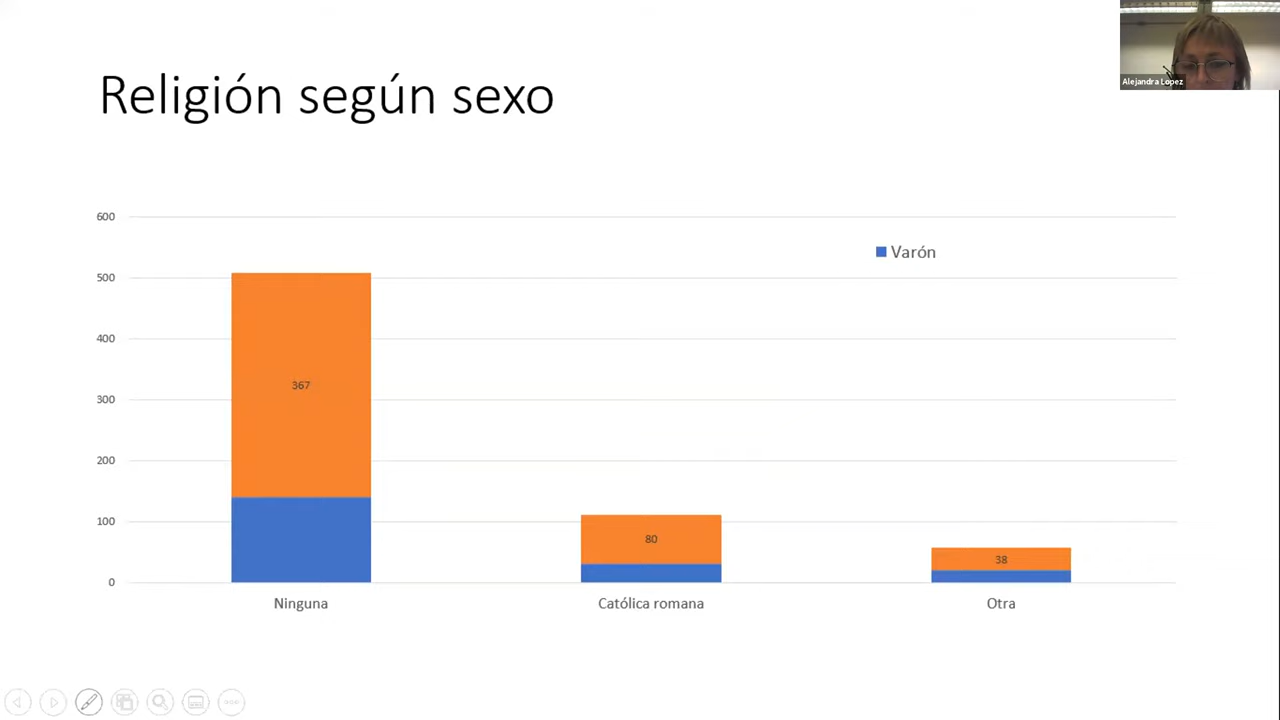 Alejandra Lopez
Religión según sexo
600
Varón
500
400
367
300
200
100
80
38
0
Ninguna
Católica romana
Otra